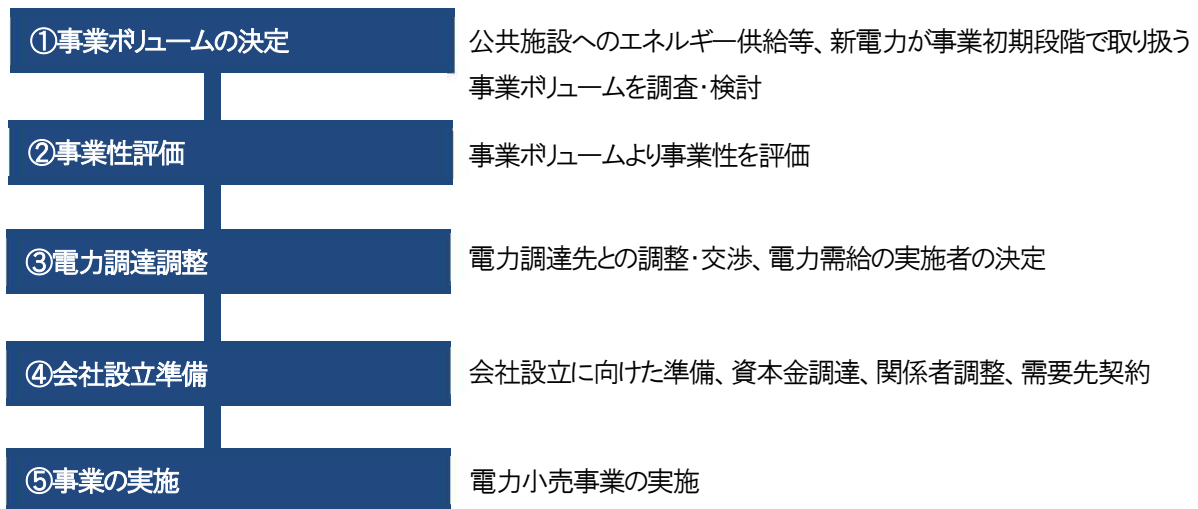 ①事業ボリュームの決定
公共施設へのエネルギー供給等、新電力が事業初期段階で取り扱う
事業ボリュームを調査・検討
②事業性評価
事業ボリュームより事業性を評価
③電力調達調整
電力調達先との調整・交渉、電力需給の実施者の決定
④会社設立準備
会社設立に向けた準備、資本金調達、関係者調整、需要先契約
⑤事業の実施
電力小売事業の実施